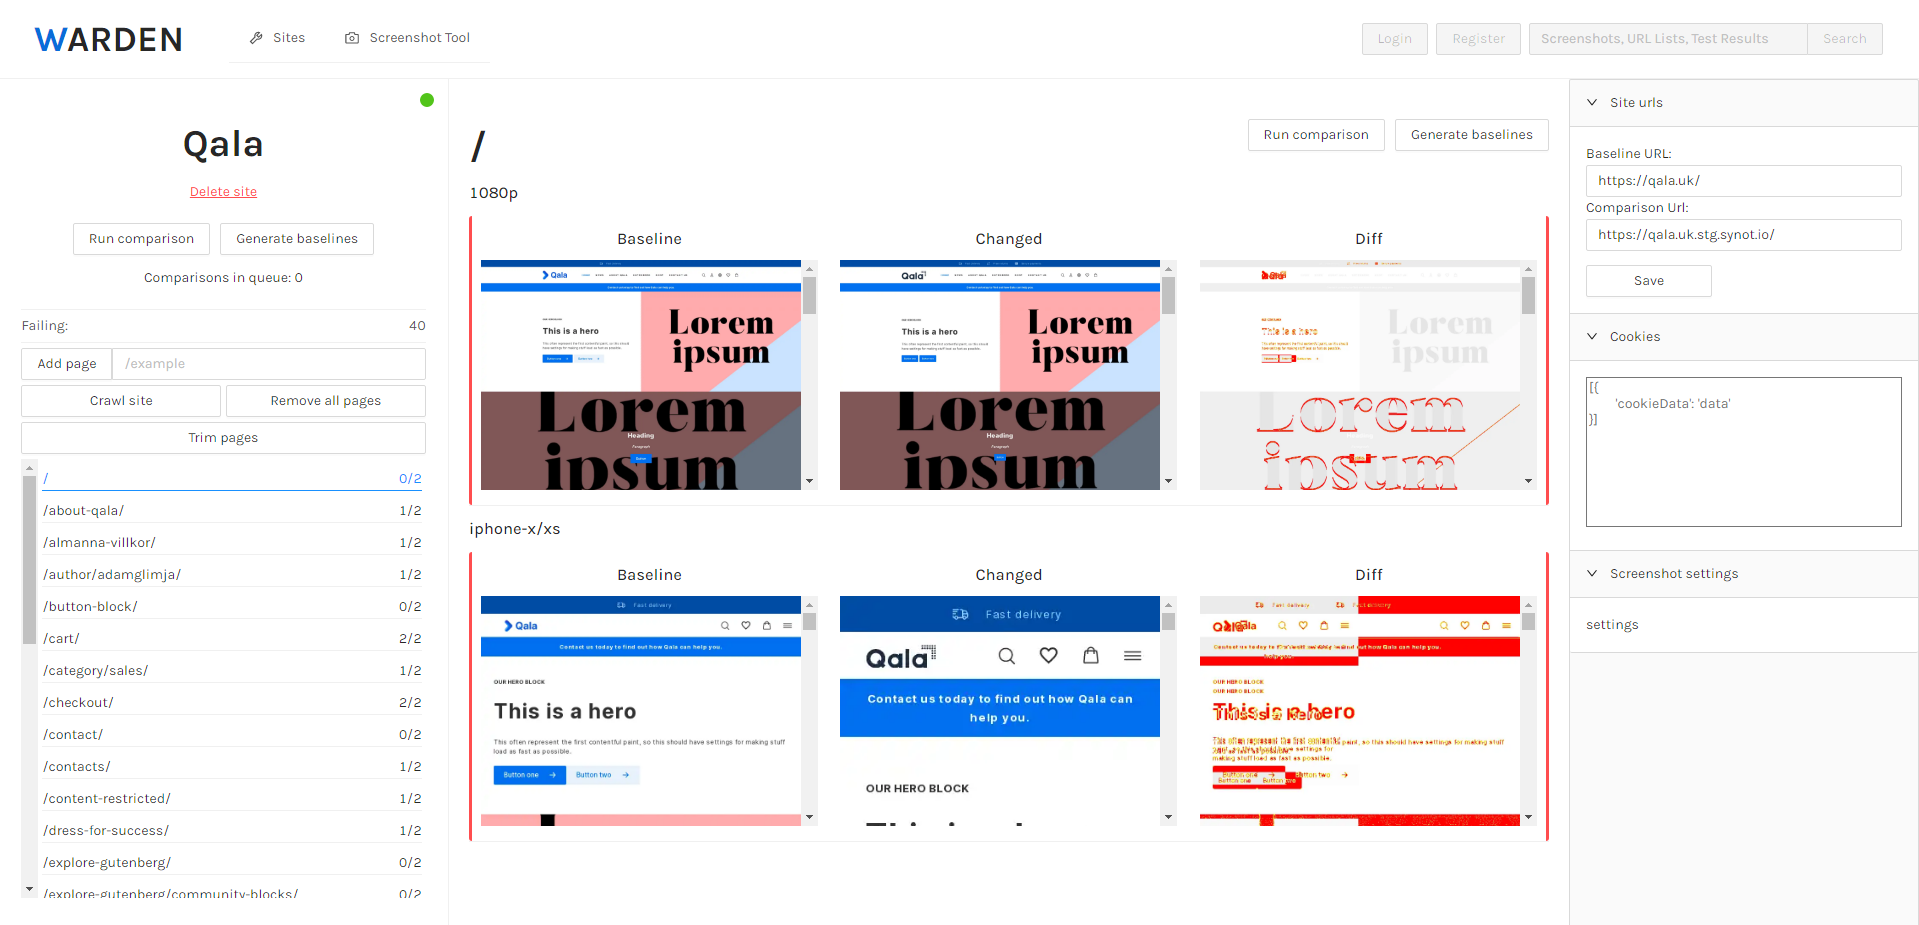 WARDEN
Sites
Screenshot Tool
Login
Register
Screenshots, URL Lists, Test Results
Search
Qala
Delete site
Run comparison
Generate baselines
Comparisons in queue: 0
Failing:
40
Add page
/example
Crawl site
Remove all pages
Trim pages
/ 0/2
/about-qala/ 1/2
/almanna-villkor/ 1/2
/author/adamglimja/ 1/2
/button-block/ 0/2
/cart/ 2/2
/category/sales/ 1/2
/checkout/ 2/2
/contact/ 0/2
/contacts/ 1/2
/content-restricted/ 1/2
/dress-for-success/ 1/2
/explore-gutenberg/ 0/2
/explore-gutenberg/community-blocks/ 0/2
/
Run comparison
Generate baselines
1080p
Baseline
Changed
Diff
Qala
This is a hero
Lorem
ipsum
Lorem
Heading
ipsum
Qala
This is a hero
Lorem
ipsum
Lorem
Heading
ipsum
This is a hero
Lorem
ipsum
Lorem
ipsum
iphone-x/xs
Baseline
Changed
Diff
Fast delivery
Qala
Contact us today to find out how Qala can help you.
OUR HERO BLOCK
This is a hero
This often represent the first contentful paint, so this should have settings for making stuff
load as fast as possible.
Button one
Button two
Fast delivery
Qala
Contact us today to find out how Qala can
help you.
OUR HERO BLOCK
OUR HERO BLOCK
OUR HERO BLOCK
Site urls
Baseline URL:
https://qala.uk/
Comparison Url:
https://qala.uk.stg.synot.io/
Save
Cookies
[{
'cookieData': 'data'
}]
Screenshot settings
settings